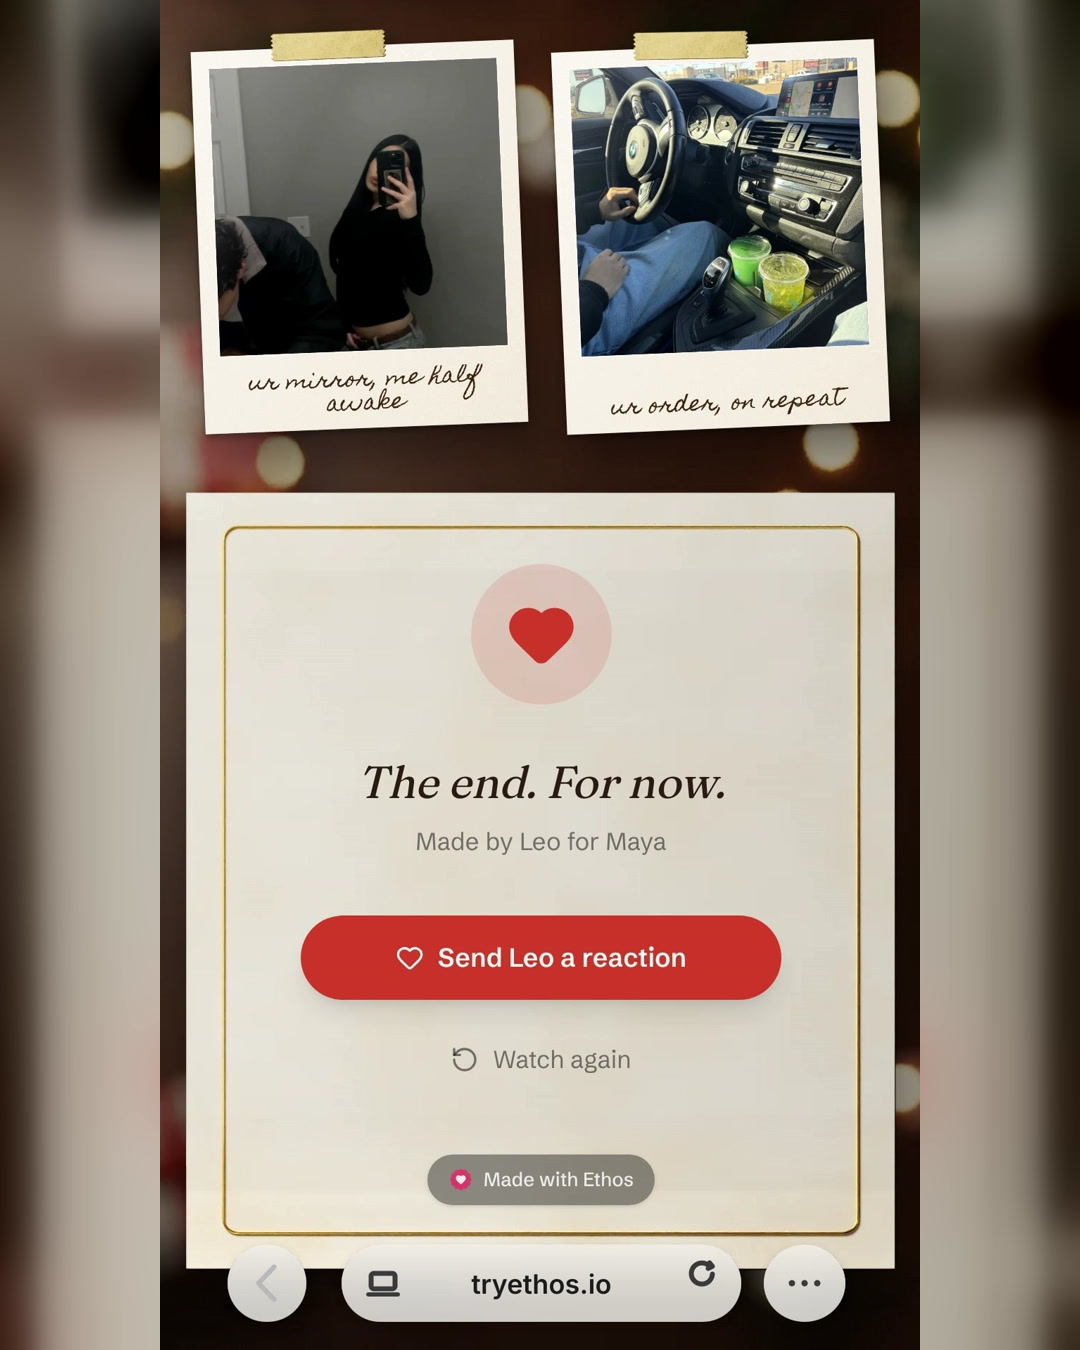 ur mirror, me half
awake
ur order, on repeat
The end. For now.
Made by Leo for Maya
Send Leo a reaction
Watch again
Made with Ethos
tryethos.io